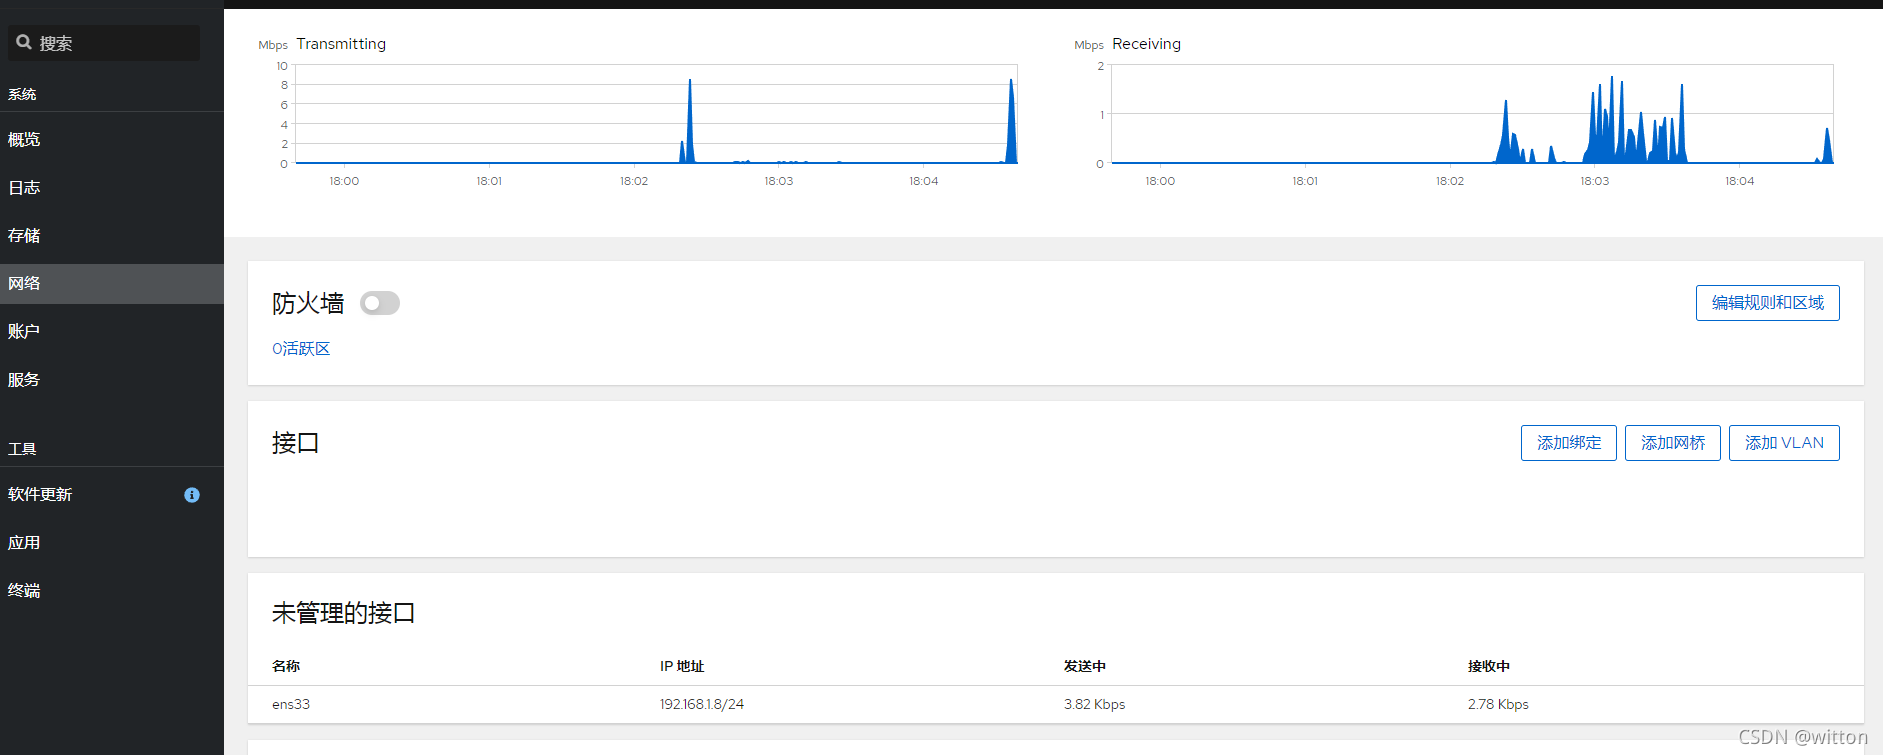 搜索
系统
概览
日志
存储
网络
账户
服务
工具
软件更新
应用
终端
Mbps Transmitting
10
8
6
4
2
0
18:00 18:01 18:02 18:03 18:04
Mbps Receiving
2
1
0
18:00 18:01 18:02 18:03 18:04
防火墙
编辑规则和区域
0活跃区
接口
添加绑定 添加网桥 添加 VLAN
未管理的接口
名称 IP 地址 发送中 接收中
ens33 192.168.1.8/24 3.82 Kbps 2.78 Kbps
CSDN @witton